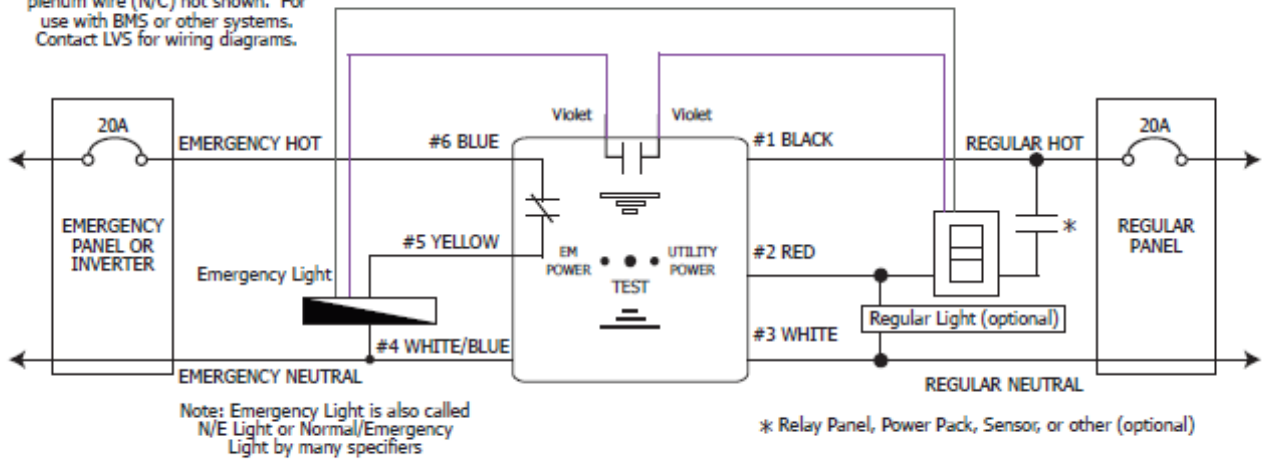 plenum wire (N/C) not shown. For
use with BMS or other systems.
Contact LVS for wiring diagrams.
Violet
Violet
20A
EMERGENCY HOT
#6 BLUE
#1 BLACK
REGULAR HOT
20A
EMERGENCY
PANEL OR
INVERTER
#5 YELLOW
EM
POWER
UTILITY
POWER
TEST
#2 RED
*
REGULAR
PANEL
Emergency Light
Regular Light (optional)
#4 WHITE/BLUE
#3 WHITE
EMERGENCY NEUTRAL
REGULAR NEUTRAL
Note: Emergency Light is also called
N/E Light or Normal/Emergency
Light by many specifiers
* Relay Panel, Power Pack, Sensor, or other (optional)